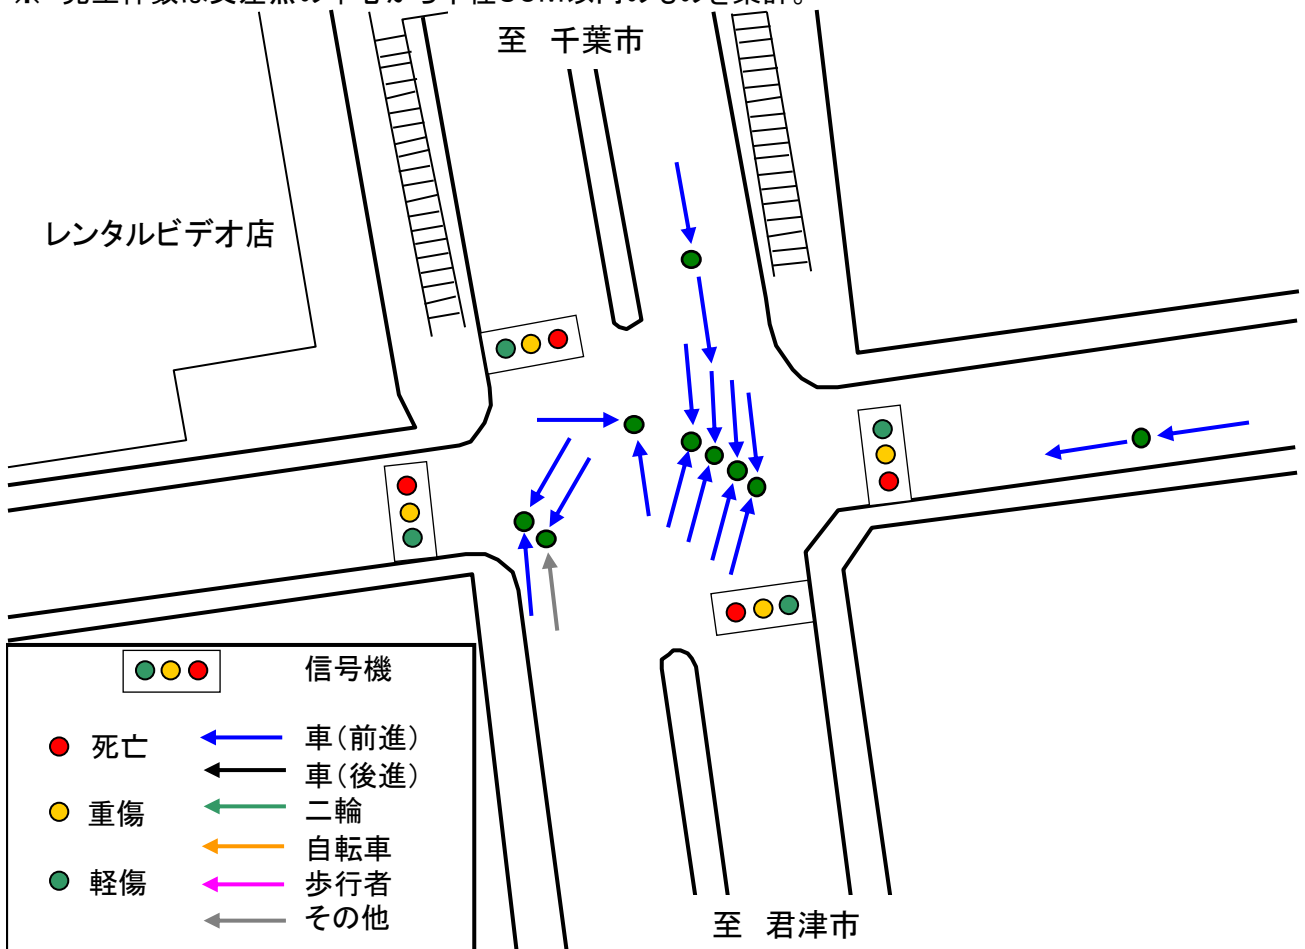 至 千葉市
レンタルビデオ店
信号機
死亡
車(前進)
車(後進)
重傷
二輪
自転車
軽傷
歩行者
その他
至 君津市